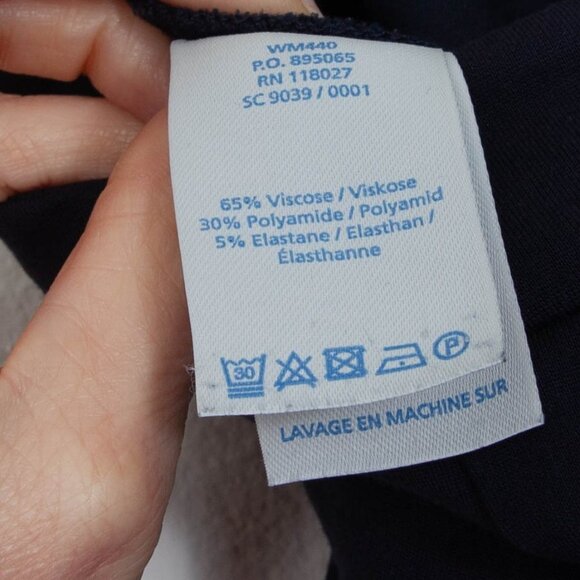 WM440
P.O. 895065
RN 118027
SC 9039 / 0001
65% Viscose / Viskose
30% Polyamide / Polyamid
5% Elastane / Elasthan /
Élasthanne
30
P
LAVAGE EN MACHINE SUR